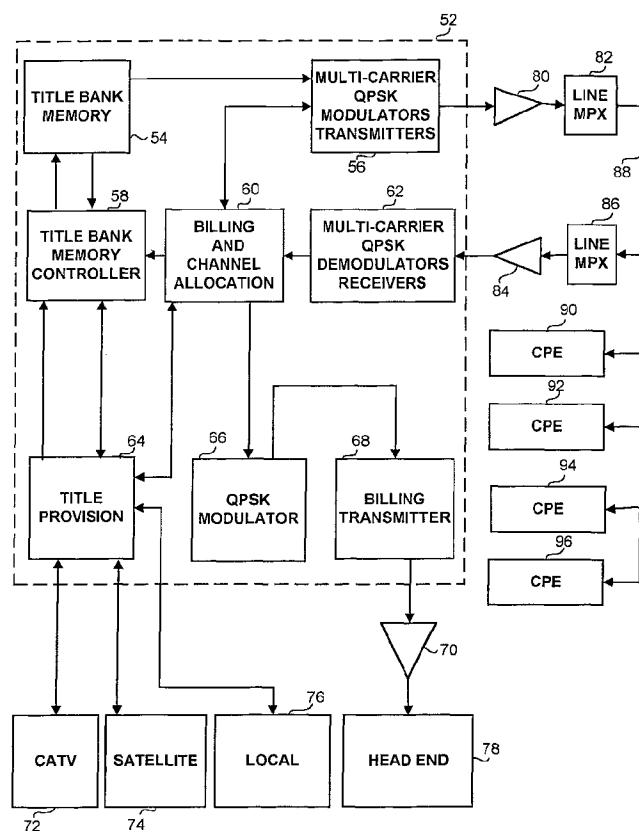 52
TITLE BANK
MEMORY
54
MULTI-CARRIER
QPSK
MODULATORS
TRANSMITTERS
56
80
82
LINE
MPX
88
58
TITLE BANK
MEMORY
CONTROLLER
60
BILLING
AND
CHANNEL
ALLOCATION
62
MULTI-CARRIER
QPSK
DEMODULATORS
RECEIVERS
84
86
LINE
MPX
90
CPE
92
CPE
94
CPE
96
CPE
64
TITLE
PROVISION
66
QPSK
MODULATOR
68
BILLING
TRANSMITTER
70
CATV
72
SATELLITE
74
76
LOCAL
HEAD END
78